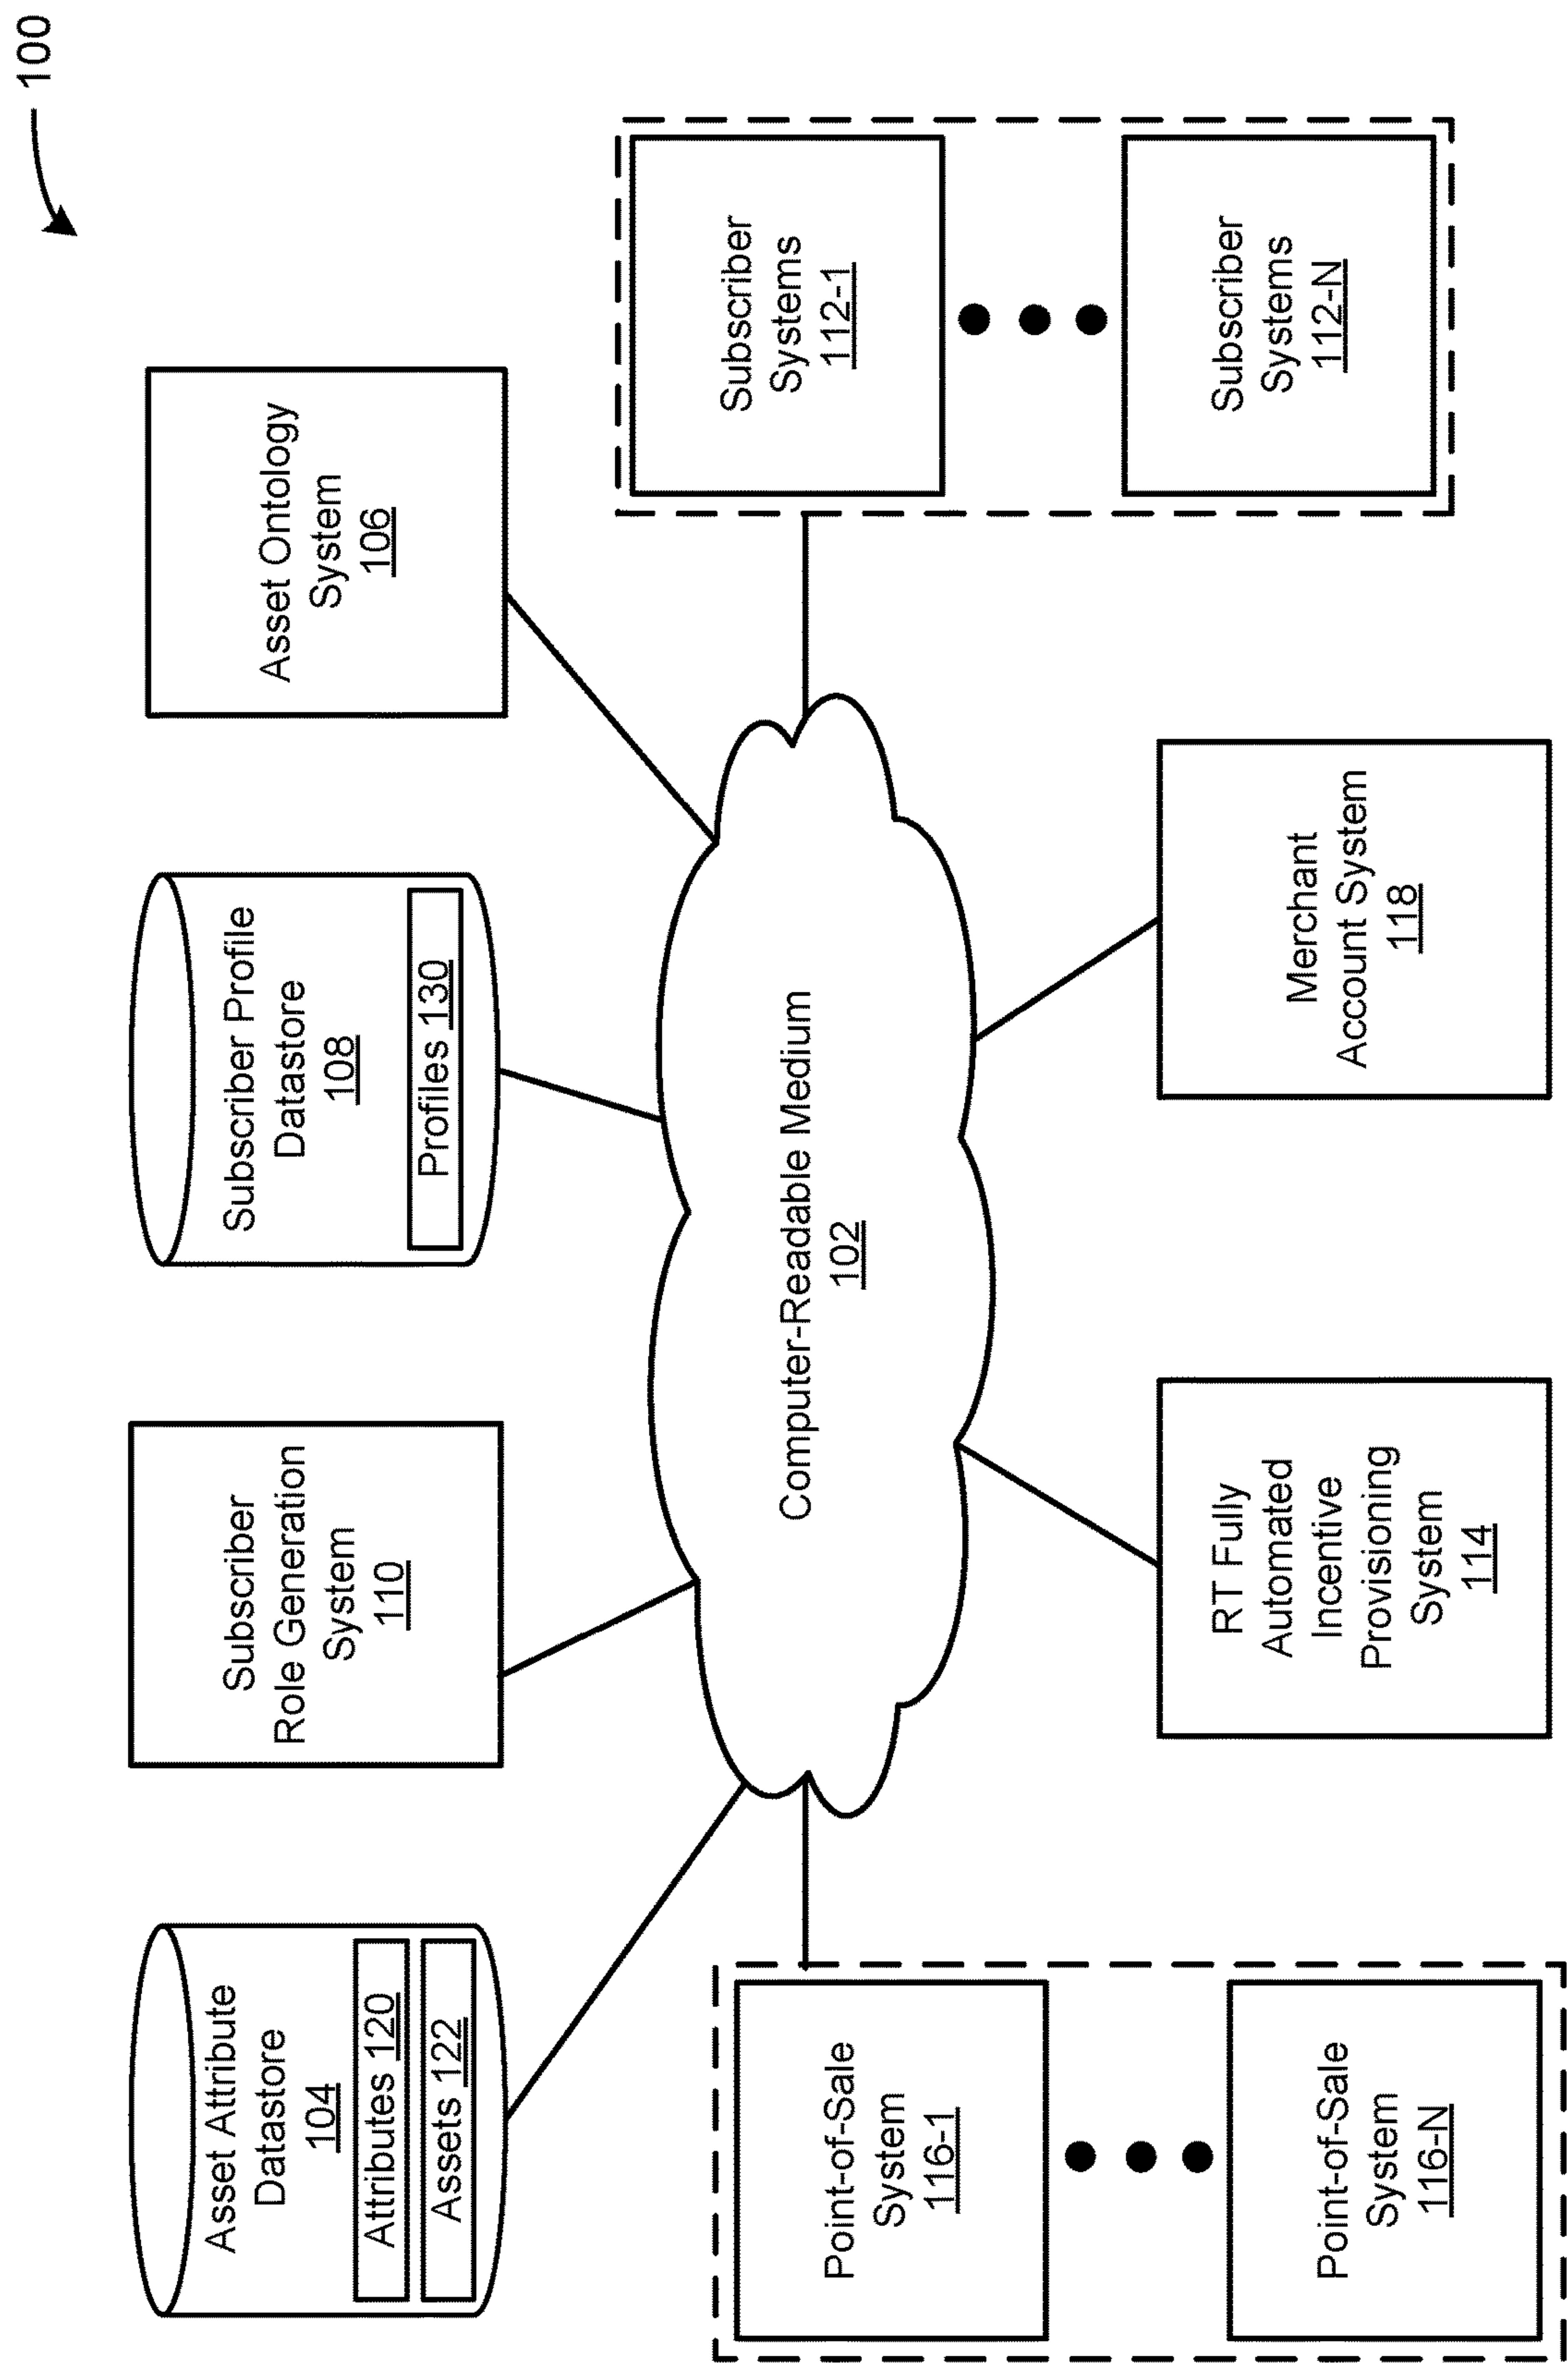 100
Asset Attribute
Datastore
104
Attributes 120
Assets 122
Subscriber
Role Generation
System
110
Subscriber Profile
Datastore
108
Profiles 130
Asset Ontology
System
106
Computer-Readable Medium
102
Point-of-Sale
System
116-1
Point-of-Sale
System
116-N
RT Fully
Automated
Incentive
Provisioning
System
114
Merchant
Account System
118
Subscriber
Systems
112-1
Subscriber
Systems
112-N